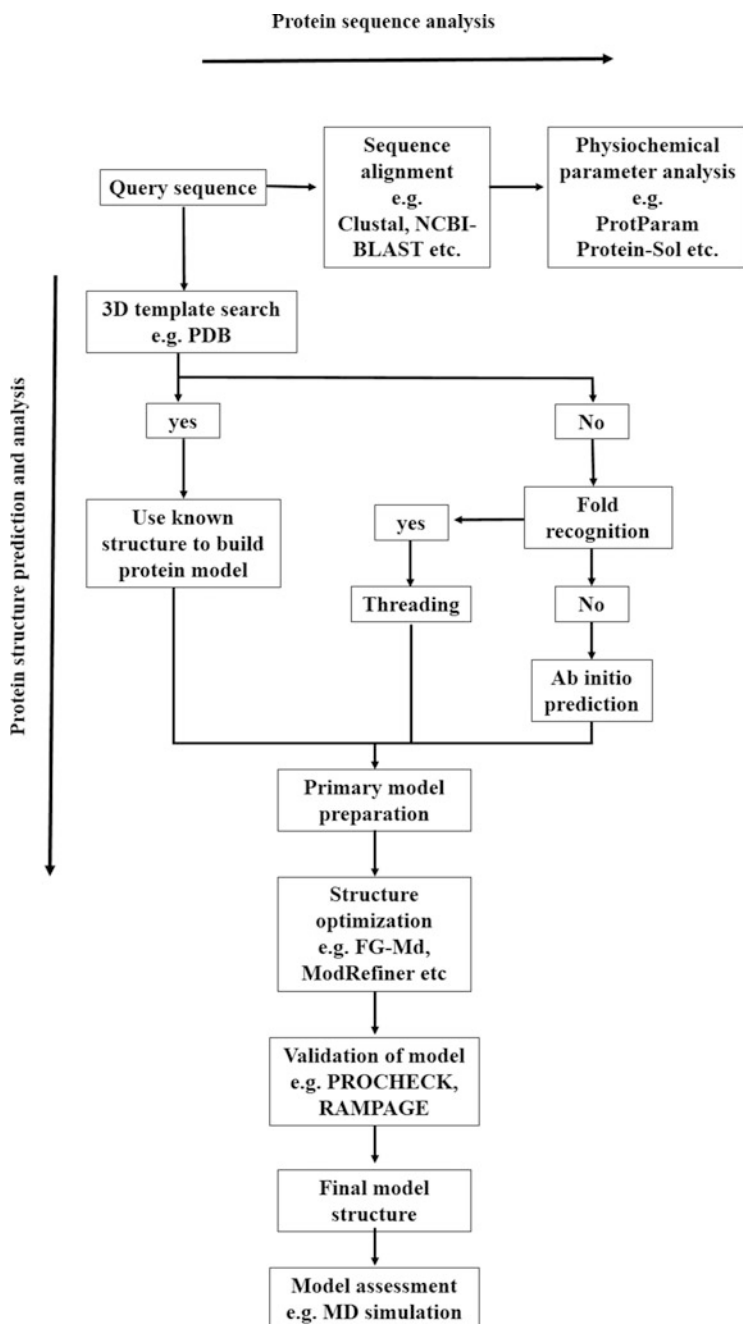 Protein sequence analysis
Query sequence
Sequence
alignment
e.g.
Clustal, NCBI-
BLAST etc.
Physiochemical
parameter analysis
e.g.
ProtParam
Protein-Sol etc.
Protein structure prediction and analysis
3D template search
e.g. PDB
yes
No
Use known
structure to build
protein model
yes
Fold
recognition
Threading
No
Ab initio
prediction
Primary model
preparation
Structure
optimization
e.g. FG-Md,
ModRefiner etc
Validation of model
e.g. PROCHECK,
RAMPAGE
Final model
structure
Model assessment
e.g. MD simulation